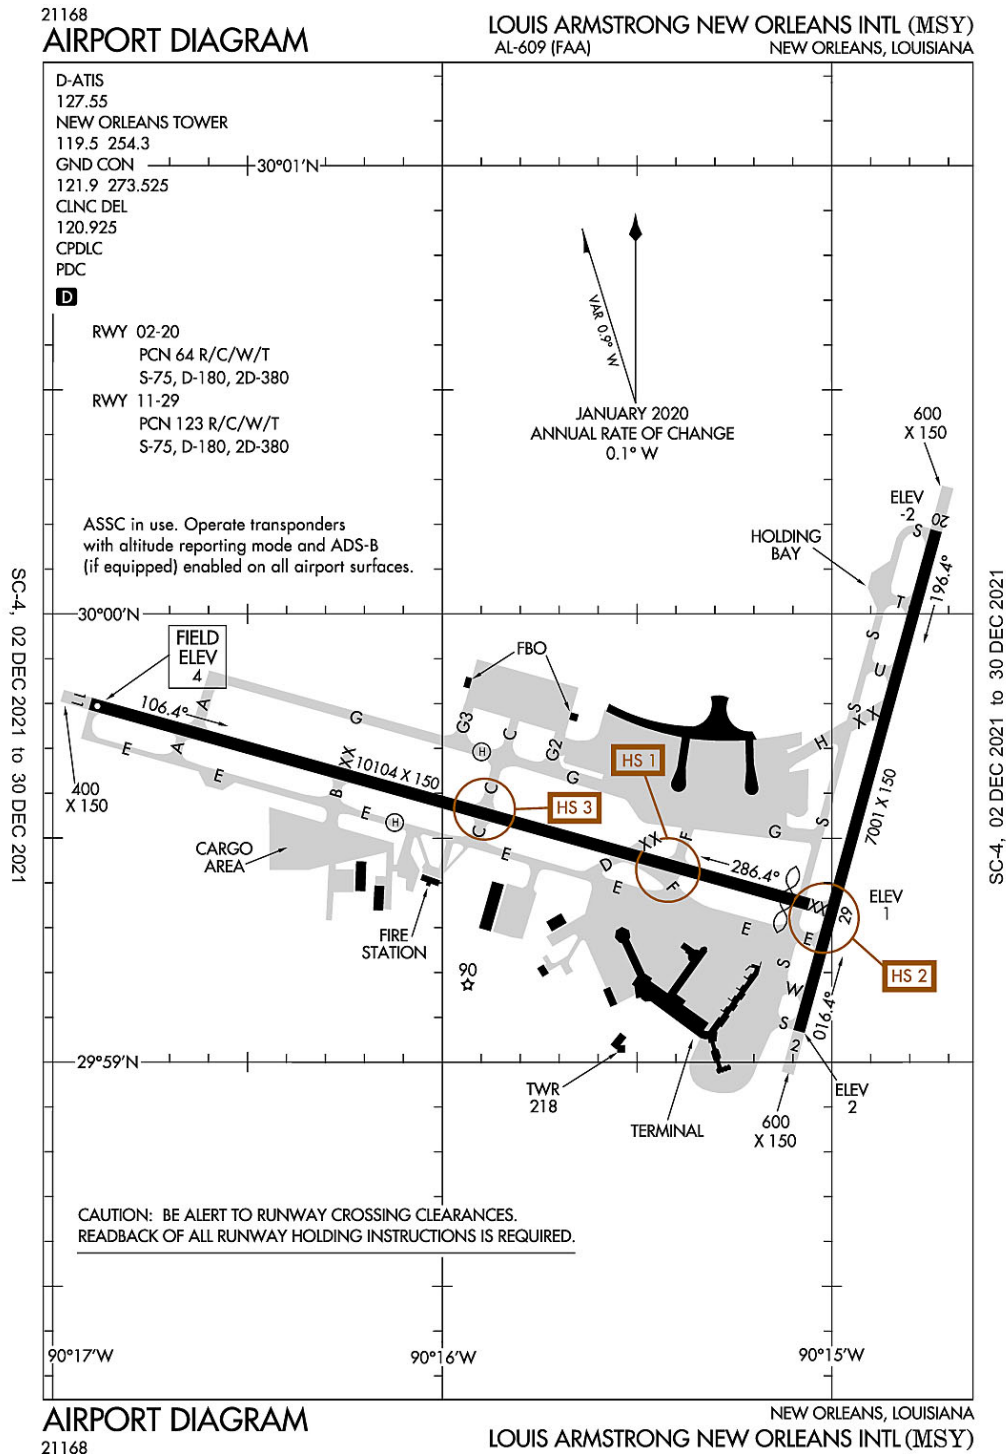 21168
AIRPORT DIAGRAM
LOUIS ARMSTRONG NEW ORLEANS INTL (MSY)
AL-609 (FAA)
NEW ORLEANS, LOUISIANA
D-ATIS
127.55
NEW ORLEANS TOWER
119.5 254.3
GND CON
121.9 273.525
CLNC DEL
120.925
CPDLC
PDC
D
30°01'N
RWY 02-20
PCN 64 R/C/W/T
S-75, D-180, 2D-380
RWY 11-29
PCN 123 R/C/W/T
S-75, D-180, 2D-380
VAR 0.9° W
JANUARY 2020
ANNUAL RATE OF CHANGE
0.1° W
600
X 150
ELEV
-2
S
20
HOLDING
BAY
196.4°
ASSC in use. Operate transponders
with altitude reporting mode and ADS-B
(if equipped) enabled on all airport surfaces.
SC-4, 02 DEC 2021 to 30 DEC 2021
SC-4, 02 DEC 2021 to 30 DEC 2021
30°00'N
T
S
U
S
XX
H
S
FIELD
ELEV
4
FBO
11
106.4°
A
G
G3
C
G2
G
H
E
A
E
XX
10104 X 150
B
E
H
C
C
HS 3
HS 1
400
X 150
CARGO
AREA
E
D
E
XX
F
F
G
286.4°
7001 X 150
E
XX
29
E
ELEV
1
HS 2
FIRE
STATION
90
S
W
S
016.4°
2
29°59'N
TWR
218
TERMINAL
ELEV
2
600
X 150
CAUTION: BE ALERT TO RUNWAY CROSSING CLEARANCES.
READBACK OF ALL RUNWAY HOLDING INSTRUCTIONS IS REQUIRED.
90°17'W
90°16'W
90°15'W
AIRPORT DIAGRAM
21168
NEW ORLEANS, LOUISIANA
LOUIS ARMSTRONG NEW ORLEANS INTL (MSY)